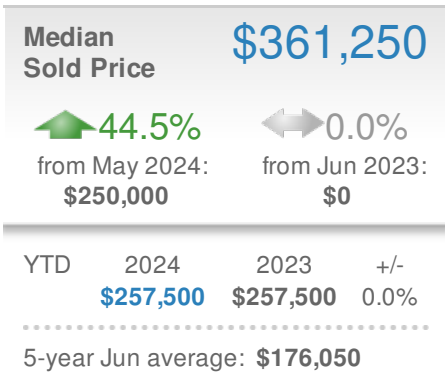 Median
Sold Price
$361,250
44.5%
from May 2024:
$250,000
0.0%
from Jun 2023:
$0
YTD 2024 2023 +/-
$257,500 $257,500 0.0%
5-year Jun average: $176,050